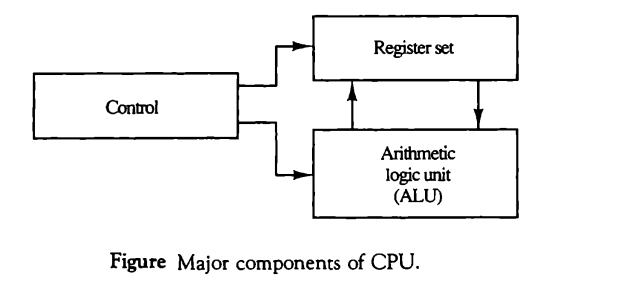 Register set
Control
Arithmetic
logic unit
(ALU)
Figure Major components of CPU.